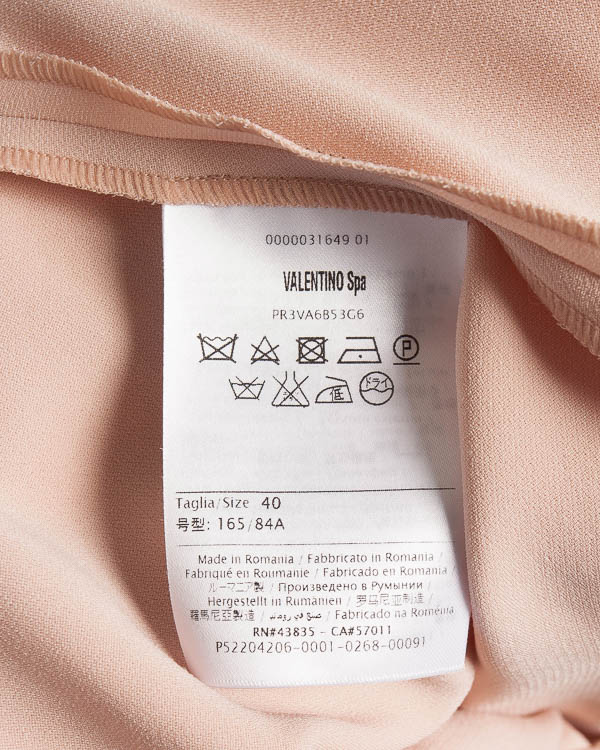 0000031649 01
VALENTINO Spa
PR3VA6B53G6
P
低 ドライ
Taglia/Size 40
号型: 165/84A
Made in Romania / Fabbricato in Romania /
Fabriqué en Roumanie / Fabricado en Romania
ルーマニア製 / Произведено в Румынии /
Hergestellt in Rumänien / 罗马尼亚制造 /
羅馬尼亞製造 / صنع في رومانيا / Fabricado na Roménia
RN#43835 - CA#57011
P52204206-0001-0268-00091